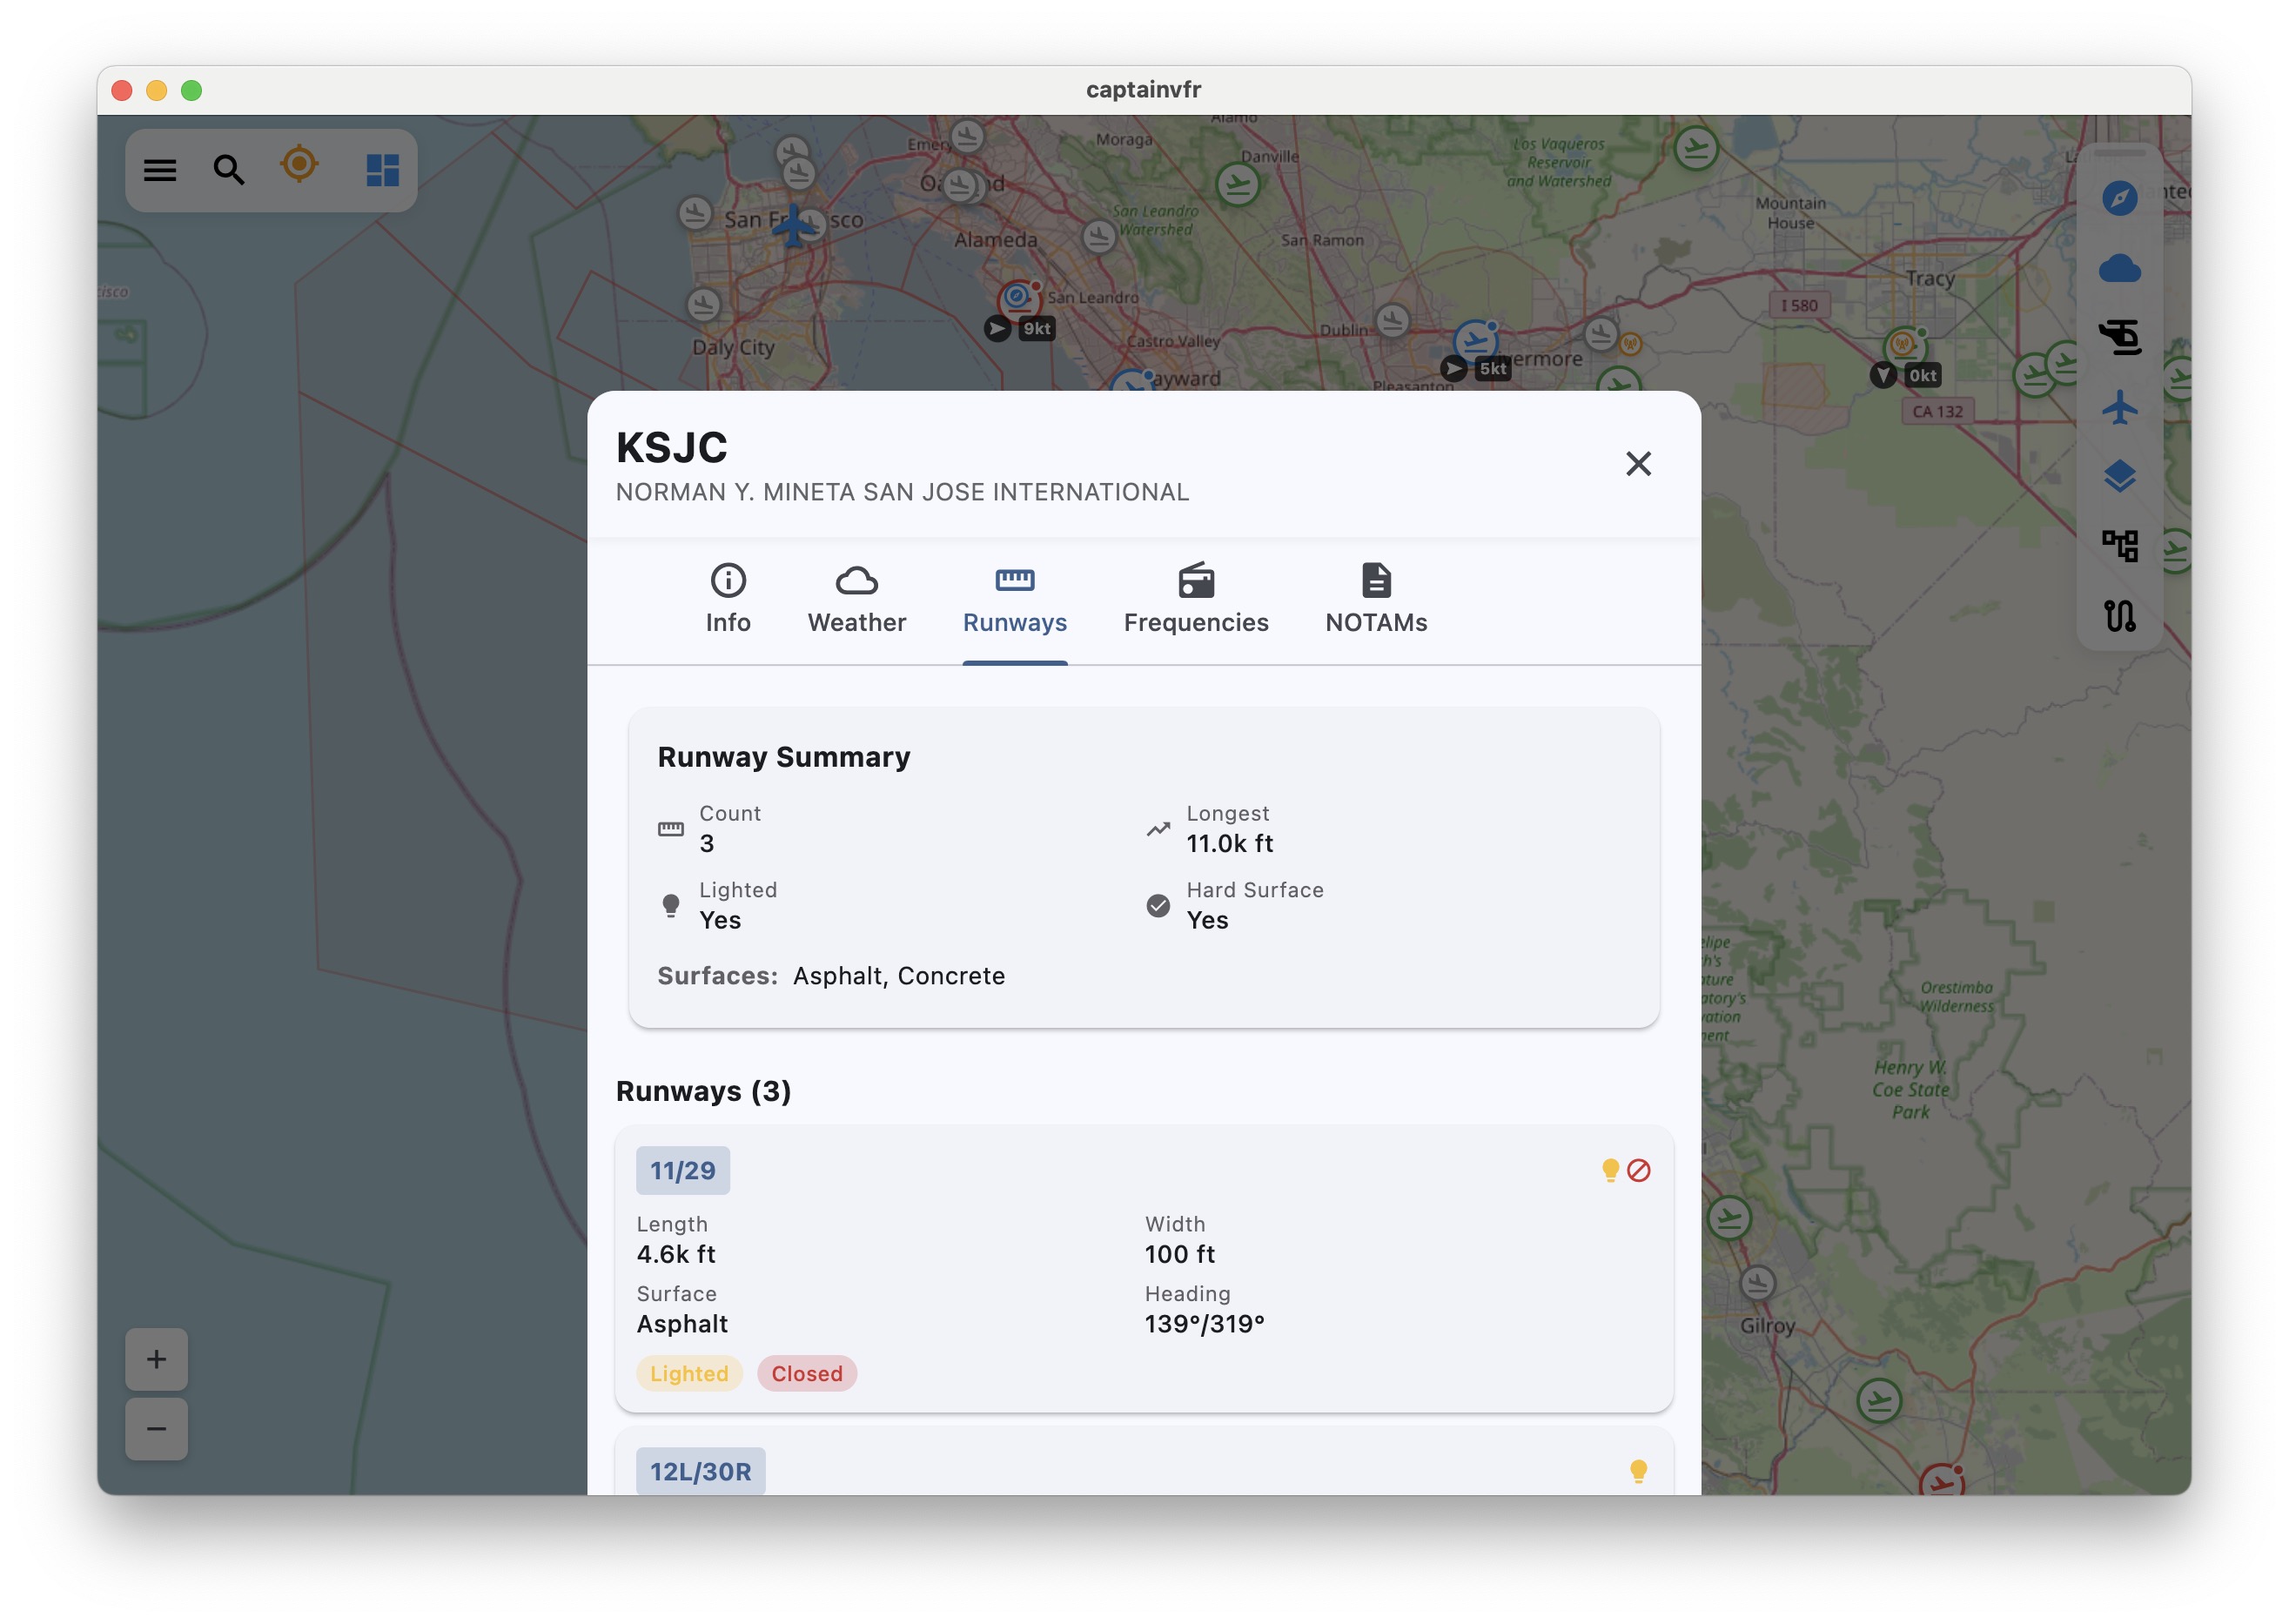 captainvfr
Alamo
Moraga
Emery
Danville
Los Vaqueros
Reservoir
and Watershed
San Leandro
Watershed
Mountain
House
San Ramon
Alameda
Tracy
San Leandro
I 580
9kt
Dublin
Castro Valley
Daly City
5kt
0kt
Pleasanton
CA 132
KSJC
NORMAN Y. MINETA SAN JOSE INTERNATIONAL
Info
Weather
Runways
Frequencies
NOTAMs
Runway Summary
Count
3
Longest
11.0k ft
Lighted
Yes
Hard Surface
Yes
Surfaces: Asphalt, Concrete
Orestimba
Wilderness
Henry W.
Coe State
Park
Runways (3)
11/29
Length
4.6k ft
Width
100 ft
Surface
Asphalt
Heading
139°/319°
Gilroy
Lighted
Closed
+
−
12L/30R